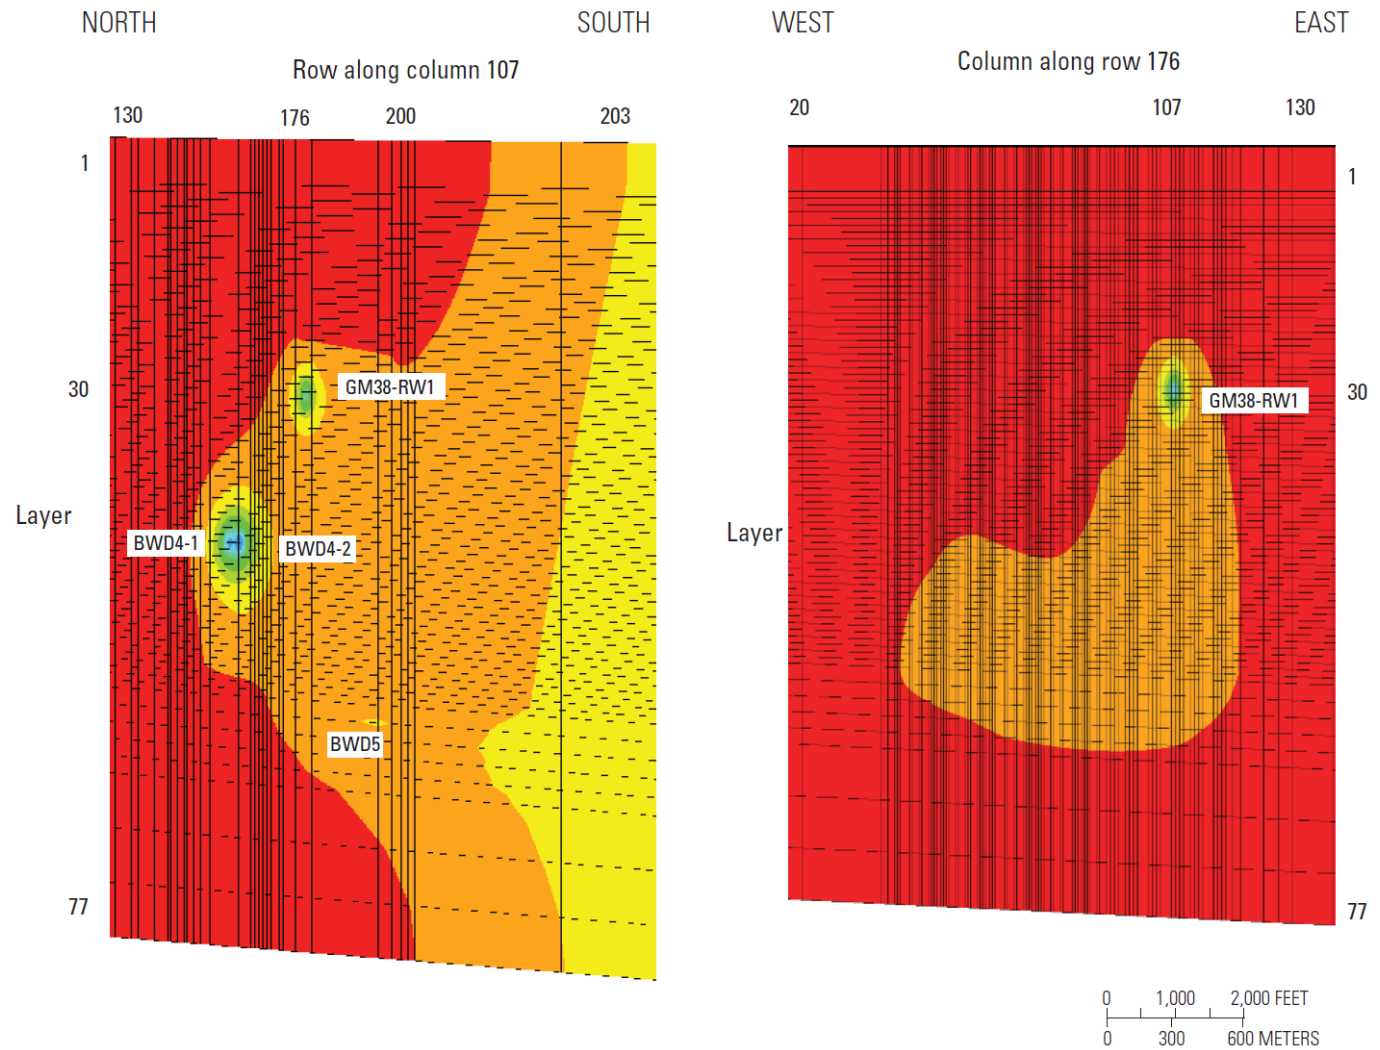 NORTH
SOUTH
WEST
EAST
Row along column 107
Column along row 176
130
176
200
203
20
107
130
1
30
Layer
77
GM38-RW1
BWD4-1
BWD4-2
BWD5
Layer
GM38-RW1
1
30
77
0 1,000 2,000 FEET
0 300 600 METERS